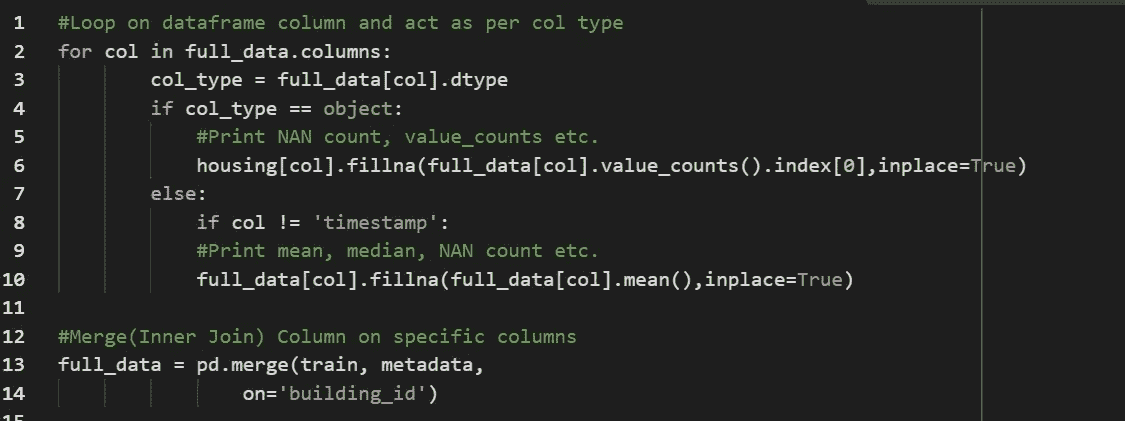 1 #Loop on dataframe column and act as per col type
2 for col in full_data.columns:
3 col_type = full_data[col].dtype
4 if col_type == object:
5 #Print NAN count, value_counts etc.
6 housing[col].fillna(full_data[col].value_counts().index[0],inplace=True)
7 else:
8 if col != 'timestamp':
9 #Print mean, median, NAN count etc.
10 full_data[col].fillna(full_data[col].mean(),inplace=True)
11
12 #Merge(Inner Join) Column on specific columns
13 full_data = pd.merge(train, metadata,
14 on='building_id')
15